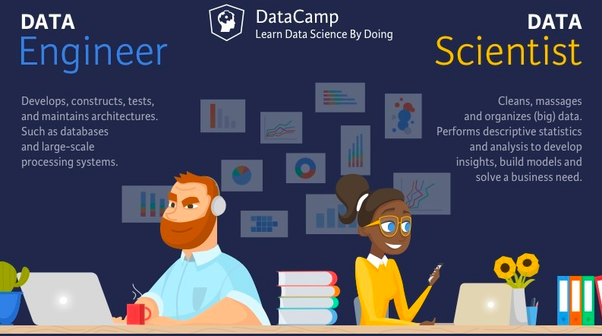 DATA
Engineer
DataCamp
Learn Data Science By Doing
DATA
Scientist
Develops, constructs, tests,
and maintains architectures.
Such as databases
and large-scale
processing systems.
Cleans, massages
and organizes (big) data.
Performs descriptive statistics
and analysis to develop
insights, build models and
solve a business need.